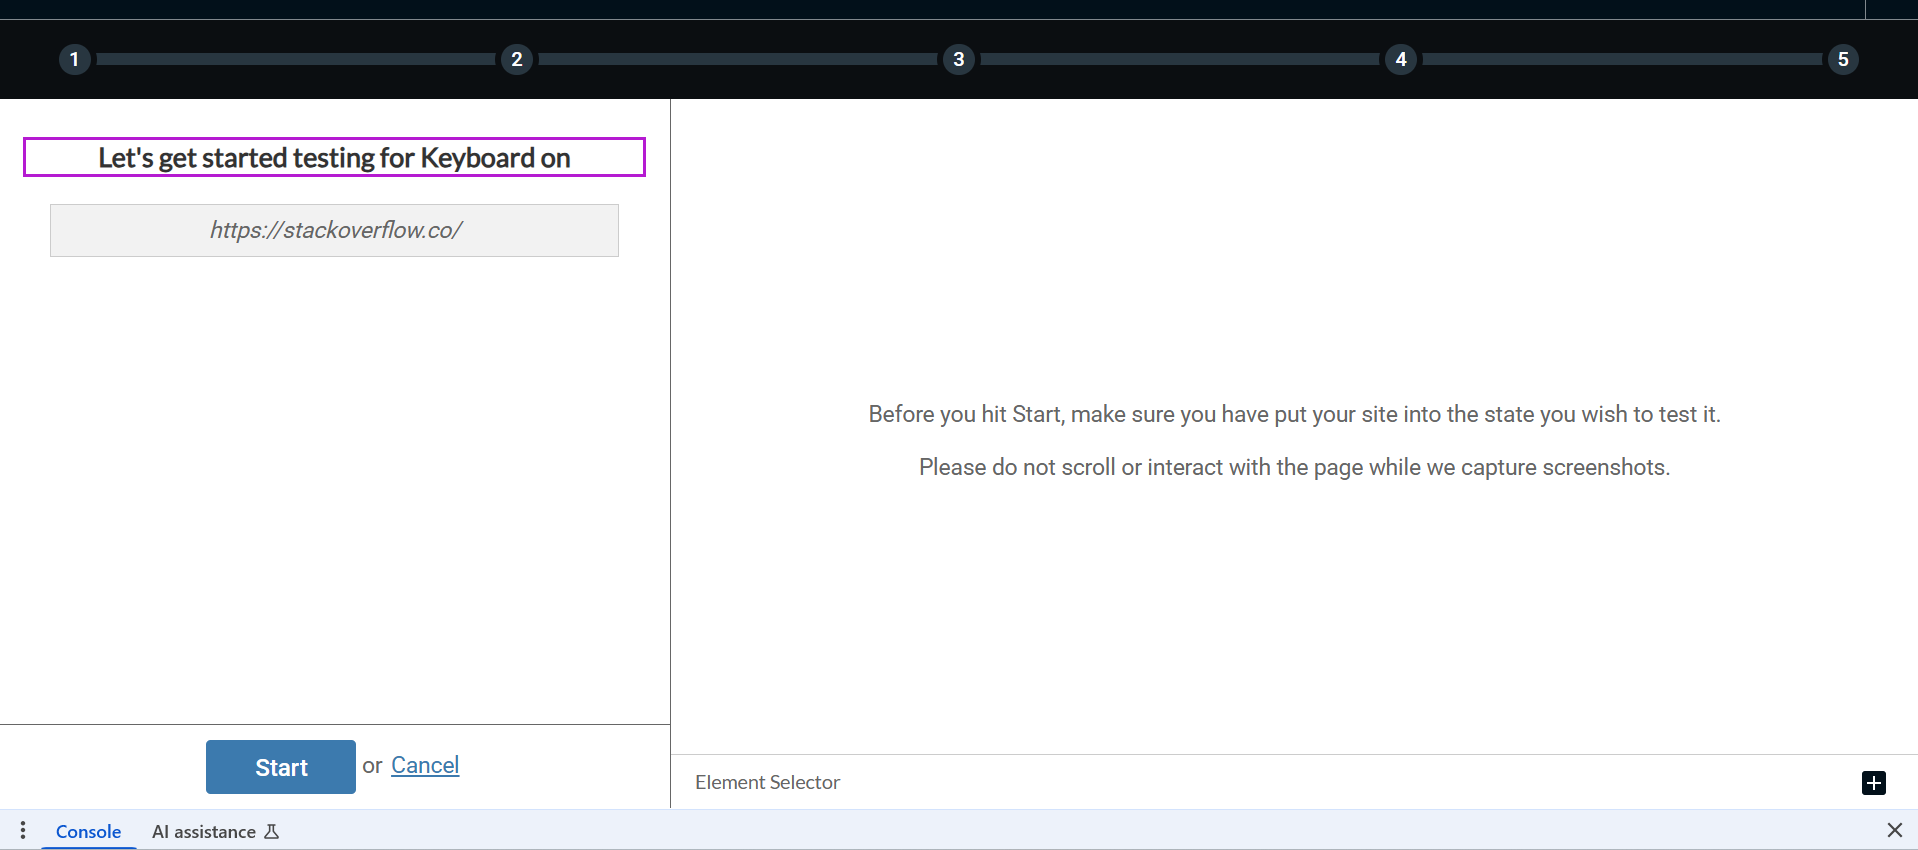 1 2 3 4 5
Let's get started testing for Keyboard on
https://stackoverflow.co/
Before you hit Start, make sure you have put your site into the state you wish to test it.
Please do not scroll or interact with the page while we capture screenshots.
Start or Cancel
Element Selector
Console AI assistance